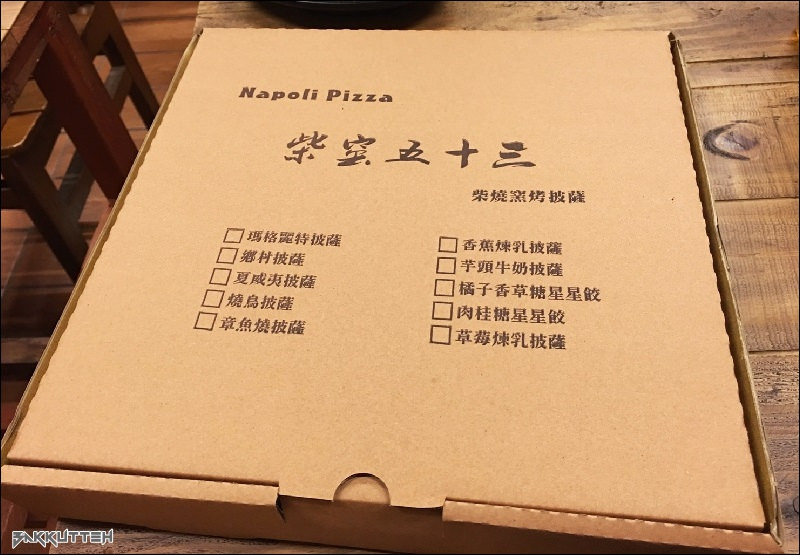 Napoli Pizza
柴窯五十三
柴燒窯烤披薩
瑪格麗特披薩
鄉村披薩
夏威夷披薩
燒鳥披薩
章魚燒披薩
香蕉煉乳披薩
芋頭牛奶披薩
橘子香草糖星星餃
肉桂糖星星餃
草莓煉乳披薩
BAKKUTTEH